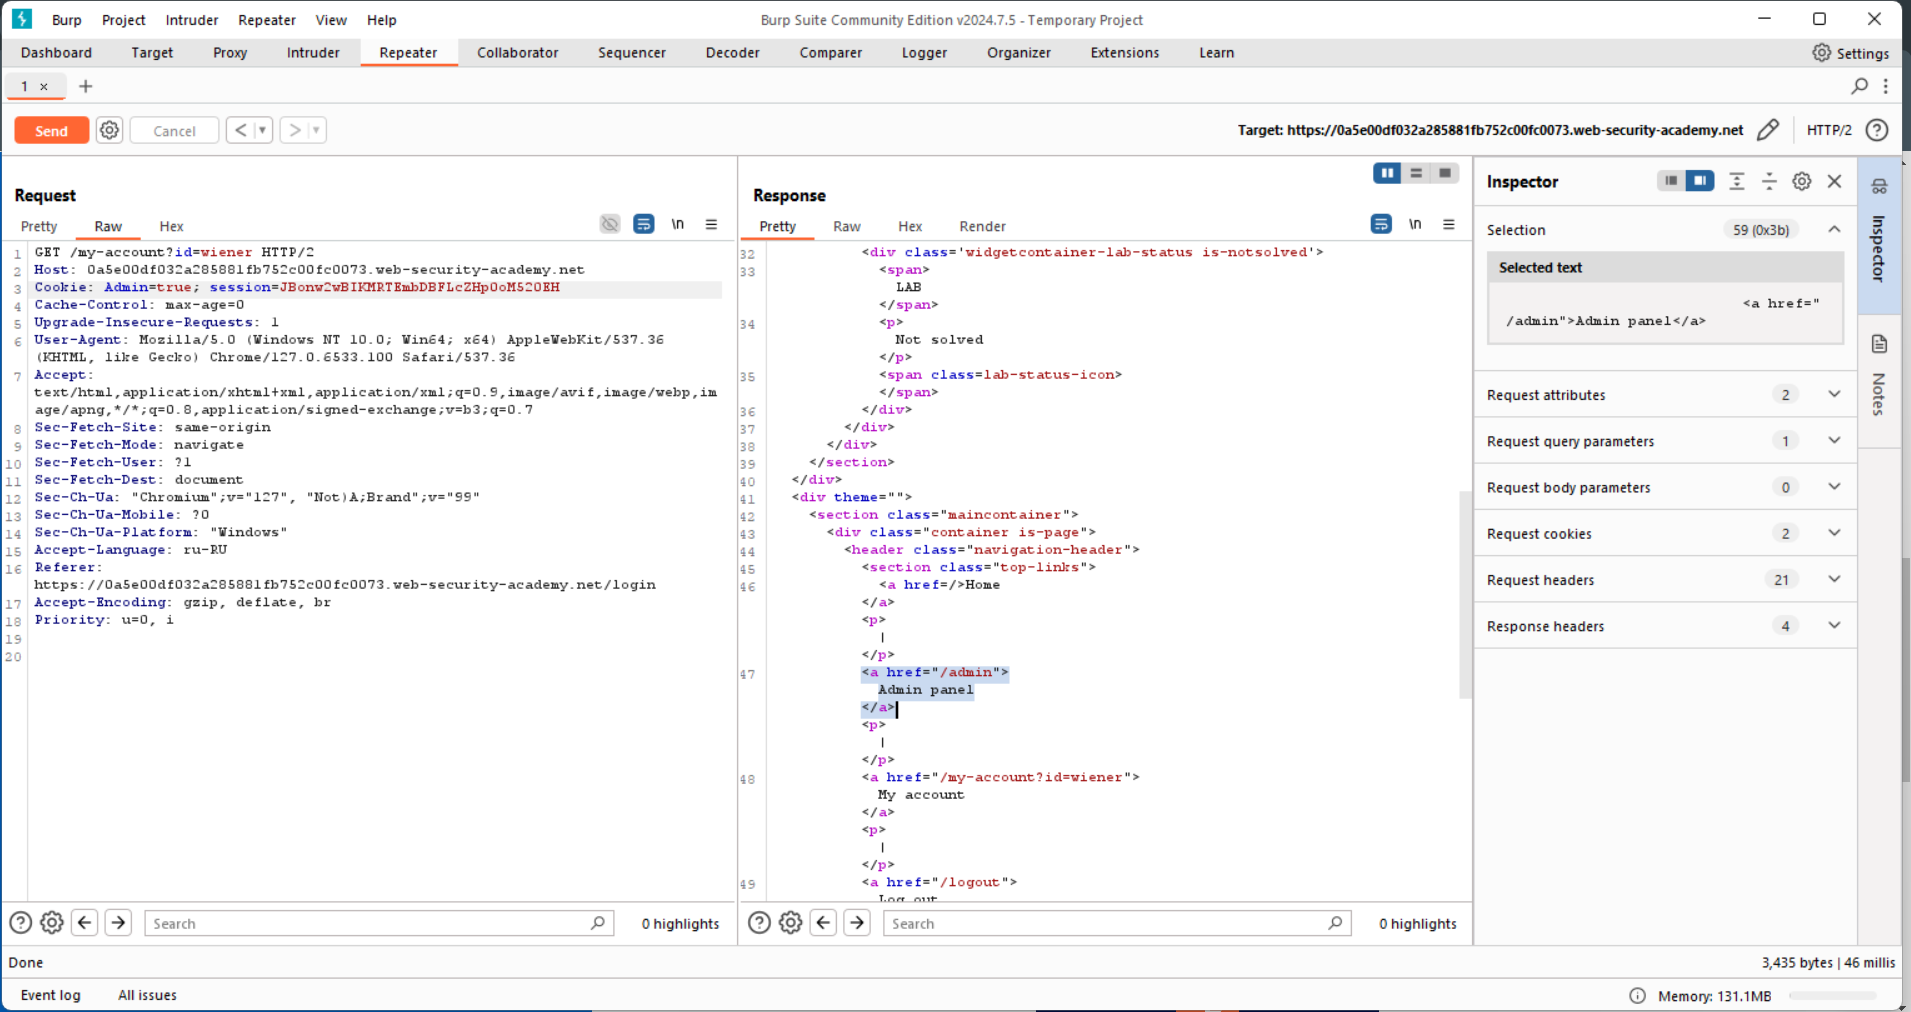 Burp Project Intruder Repeater View Help Burp Suite Community Edition v2024.7.5 - Temporary Project
Dashboard Target Proxy Intruder Repeater Collaborator Sequencer Decoder Comparer Logger Organizer Extensions Learn Settings
1 × +
Send Cancel < > Target: https://0a5e00df032a285881fb752c00fc0073.web-security-academy.net HTTP/2 ?
Request
Pretty Raw Hex \n
1 GET /my-account?id=wiener HTTP/2
2 Host: 0a5e00df032a285881fb752c00fc0073.web-security-academy.net
3 Cookie: Admin=true; session=JBonw2wBIKMRTEmbDBFLcZHpOoM520EH
4 Cache-Control: max-age=0
5 Upgrade-Insecure-Requests: 1
6 User-Agent: Mozilla/5.0 (Windows NT 10.0; Win64; x64) AppleWebKit/537.36
(KHTML, like Gecko) Chrome/127.0.6533.100 Safari/537.36
7 Accept:
text/html,application/xhtml+xml,application/xml;q=0.9,image/avif,image/webp,im
age/apng,*/*;q=0.8,application/signed-exchange;v=b3;q=0.7
8 Sec-Fetch-Site: same-origin
9 Sec-Fetch-Mode: navigate
10 Sec-Fetch-User: ?1
11 Sec-Fetch-Dest: document
12 Sec-Ch-Ua: "Chromium";v="127", "Not)A;Brand";v="99"
13 Sec-Ch-Ua-Mobile: ?0
14 Sec-Ch-Ua-Platform: "Windows"
15 Accept-Language: ru-RU
16 Referer:
https://0a5e00df032a285881fb752c00fc0073.web-security-academy.net/login
17 Accept-Encoding: gzip, deflate, br
18 Priority: u=0, i
19
20
? Search 0 highlights
Response
Pretty Raw Hex Render \n
32 <div class='widgetcontainer-lab-status is-notsolved'>
33 <span>
LAB
</span>
34 <p>
Not solved
</p>
35 <span class=lab-status-icon>
</span>
36 </div>
37 </div>
38 </div>
39 </section>
40 </div>
41 <div theme="">
42 <section class="maincontainer">
43 <div class="container is-page">
44 <header class="navigation-header">
45 <section class="top-links">
46 <a href=/>Home
</a>
<p>
|
</p>
47 <a href="/admin">
Admin panel
</a>
<p>
|
</p>
48 <a href="/my-account?id=wiener">
My account
</a>
<p>
|
</p>
49 <a href="/logout">
Log out
? Search 0 highlights
Inspector
Selection 59 (0x3b)
Selected text
<a href="
/admin">Admin panel</a>
Request attributes 2
Request query parameters 1
Request body parameters 0
Request cookies 2
Request headers 21
Response headers 4
Inspector
Notes
Done 3,435 bytes | 46 millis
Event log All issues Memory: 131.1MB